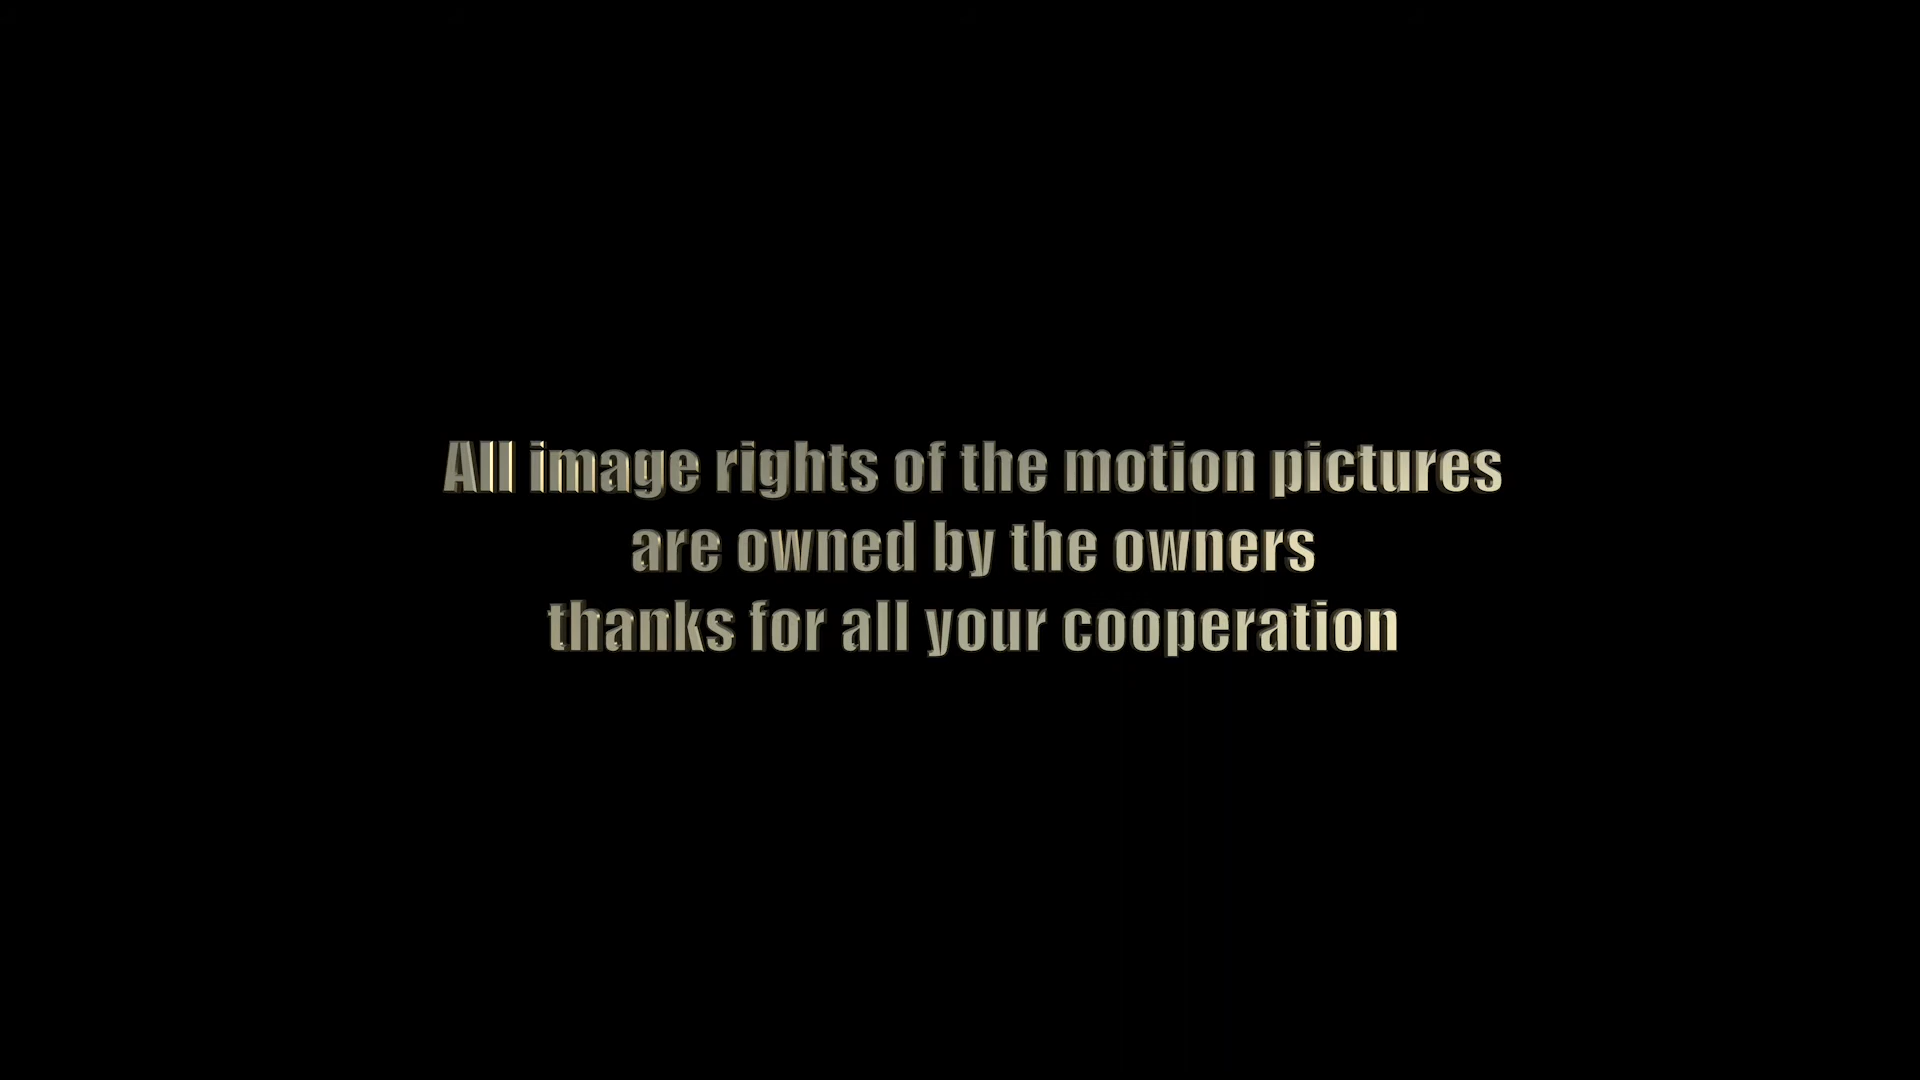 All image rights of the motion pictures
are owned by the owners
thanks for all your cooperation